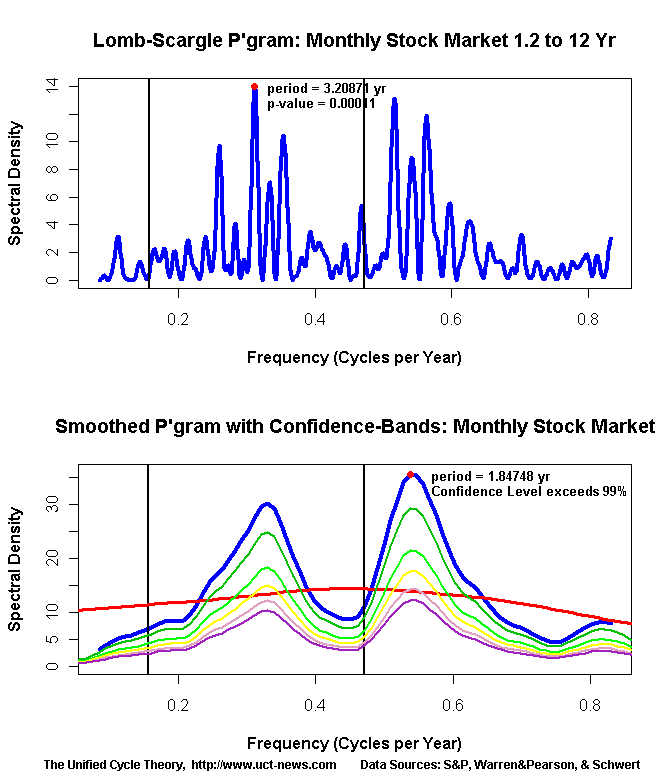 Lomb-Scargle P'gram: Monthly Stock Market 1.2 to 12 Yr
period = 3.20871 yr
p-value = 0.00011
Spectral Density
14
10
8
6
4
2
0
0.2 0.4 0.6 0.8
Frequency (Cycles per Year)
Smoothed P'gram with Confidence-Bands: Monthly Stock Market
period = 1.84748 yr
Confidence Level exceeds 99%
Spectral Density
30
20
10
5
0
0.2 0.4 0.6 0.8
Frequency (Cycles per Year)
The Unified Cycle Theory, http://www.uct-news.com Data Sources: S&P, Warren&Pearson, & Schwert